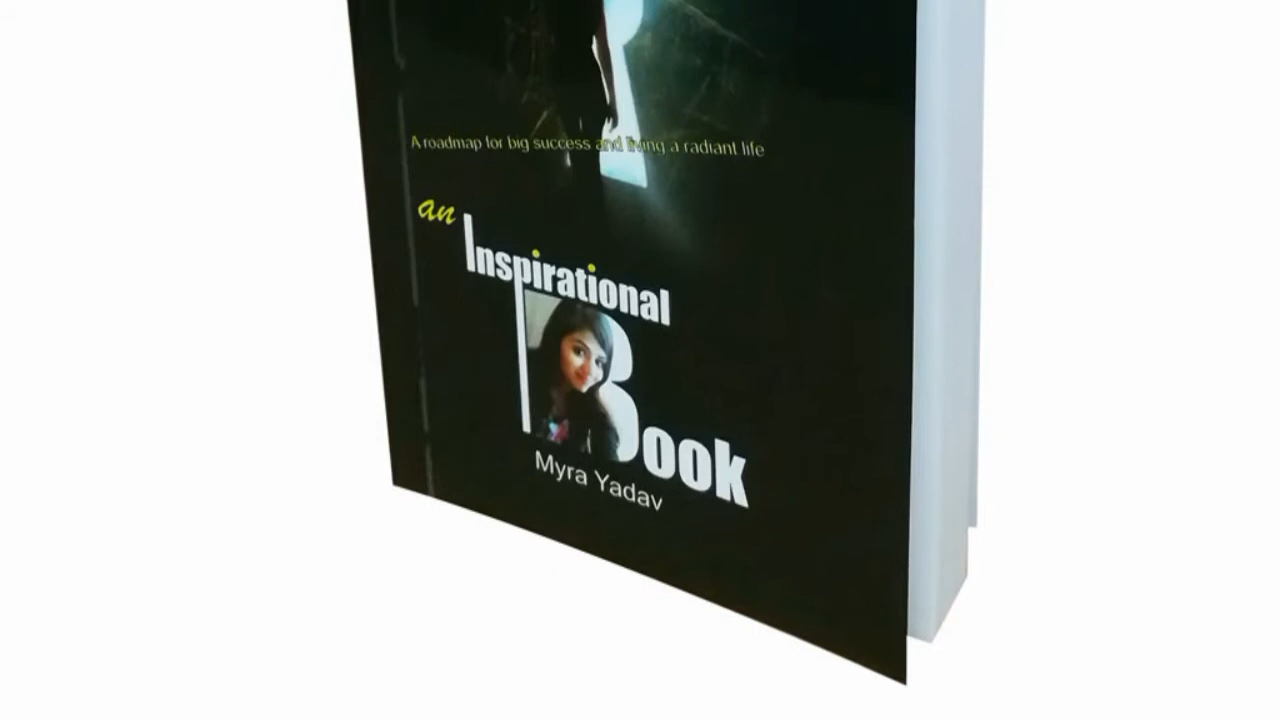 A roadmap for big success and living a radiant life
an
Inspirational
Book
Myra Yadav